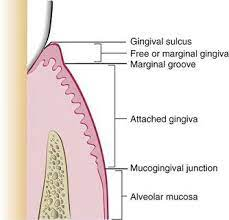 Gingival sulcus
Free or marginal gingiva
Marginal groove
Attached gingiva
Mucogingival junction
Alveolar mucosa